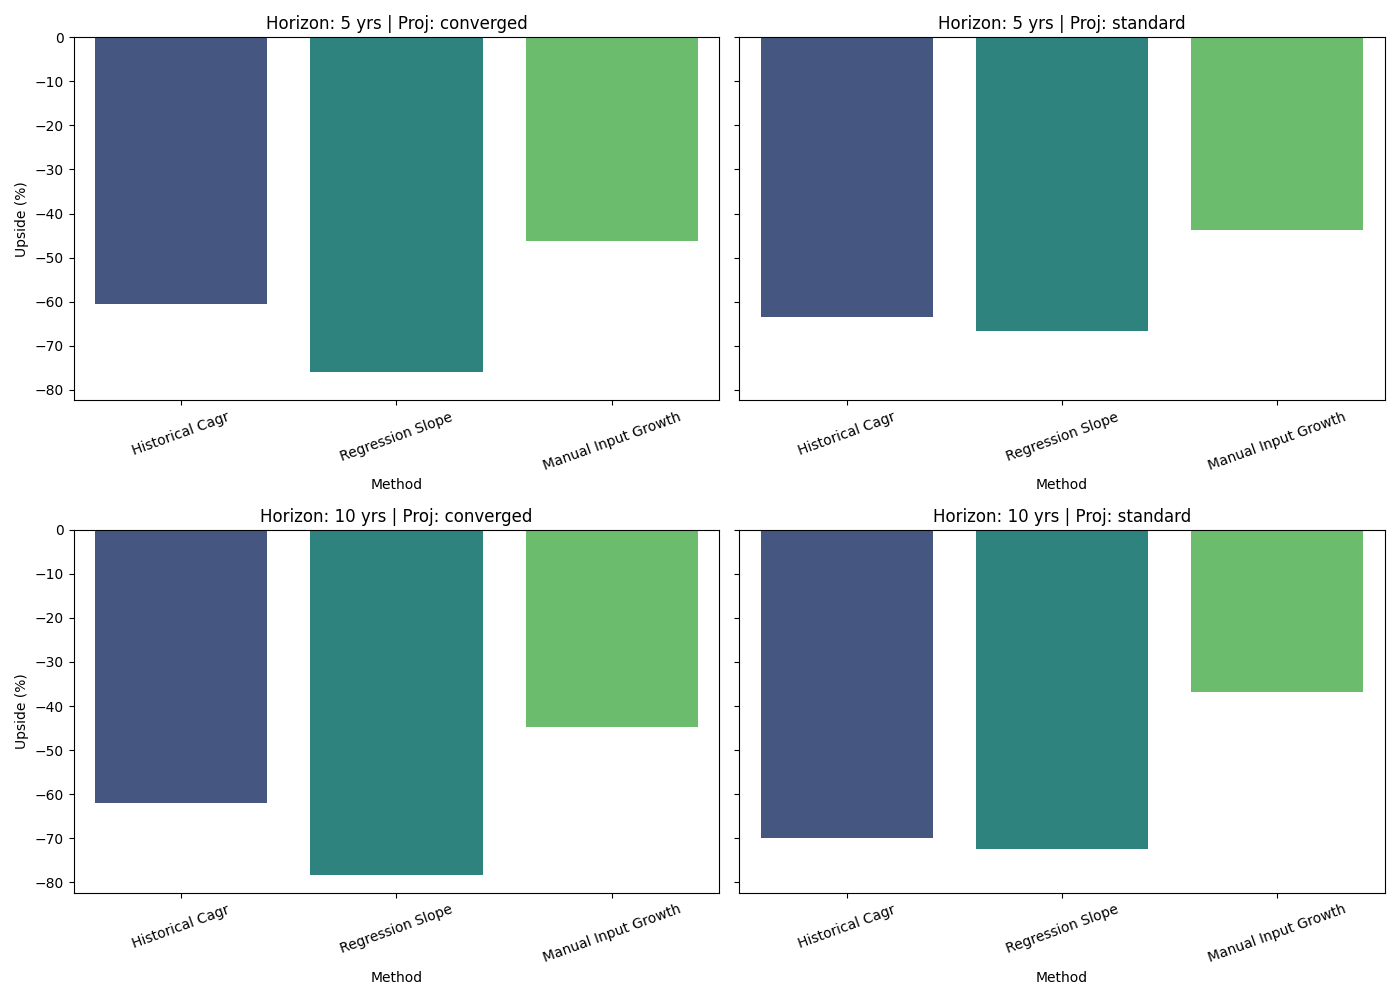 Horizon: 5 yrs | Proj: converged
Horizon: 5 yrs | Proj: standard
Upside (%)
0
−10
−20
−30
−40
−50
−60
−70
−80
Historical Cagr
Regression Slope
Manual Input Growth
Method
Historical Cagr
Regression Slope
Manual Input Growth
Method
Horizon: 10 yrs | Proj: converged
Horizon: 10 yrs | Proj: standard
Upside (%)
0
−10
−20
−30
−40
−50
−60
−70
−80
Historical Cagr
Regression Slope
Manual Input Growth
Method
Historical Cagr
Regression Slope
Manual Input Growth
Method